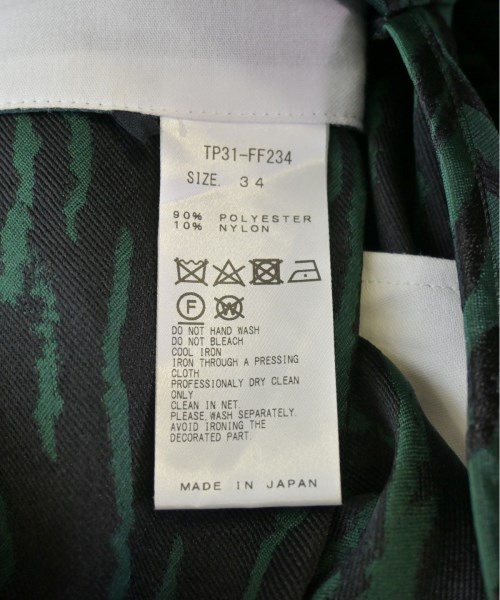 TP31-FF234
SIZE. 34
90% POLYESTER
10% NYLON
F W
DO NOT HAND WASH
DO NOT BLEACH
COOL IRON
IRON THROUGH A PRESSING
CLOTH
PROFESSIONALY DRY CLEAN
ONLY
CLEAN IN NET
PLEASE.WASH SEPARATELY.
AVOID IRONING THE
DECORATED PART.
MADE IN JAPAN